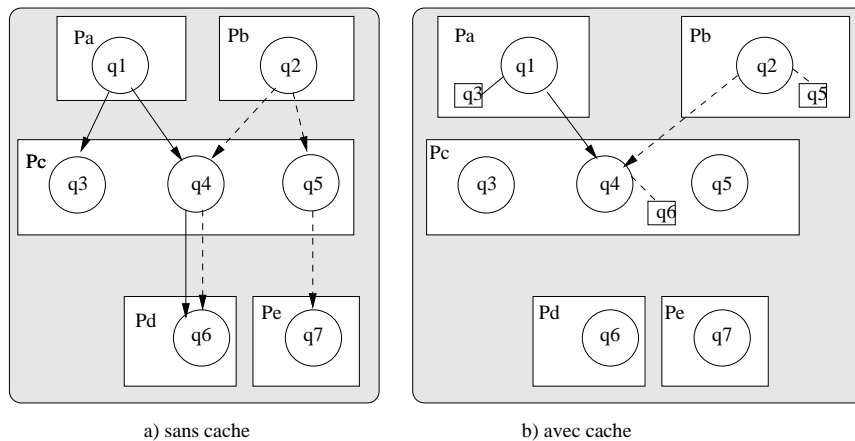 Pa
q1
Pb
q2
Pc
q3
q4
q5
Pd
q6
Pe
q7
a) sans cache
Pa
q1
q3
Pb
q2
q5
Pc
q3
q4
q5
q6
Pd
q6
Pe
q7
b) avec cache